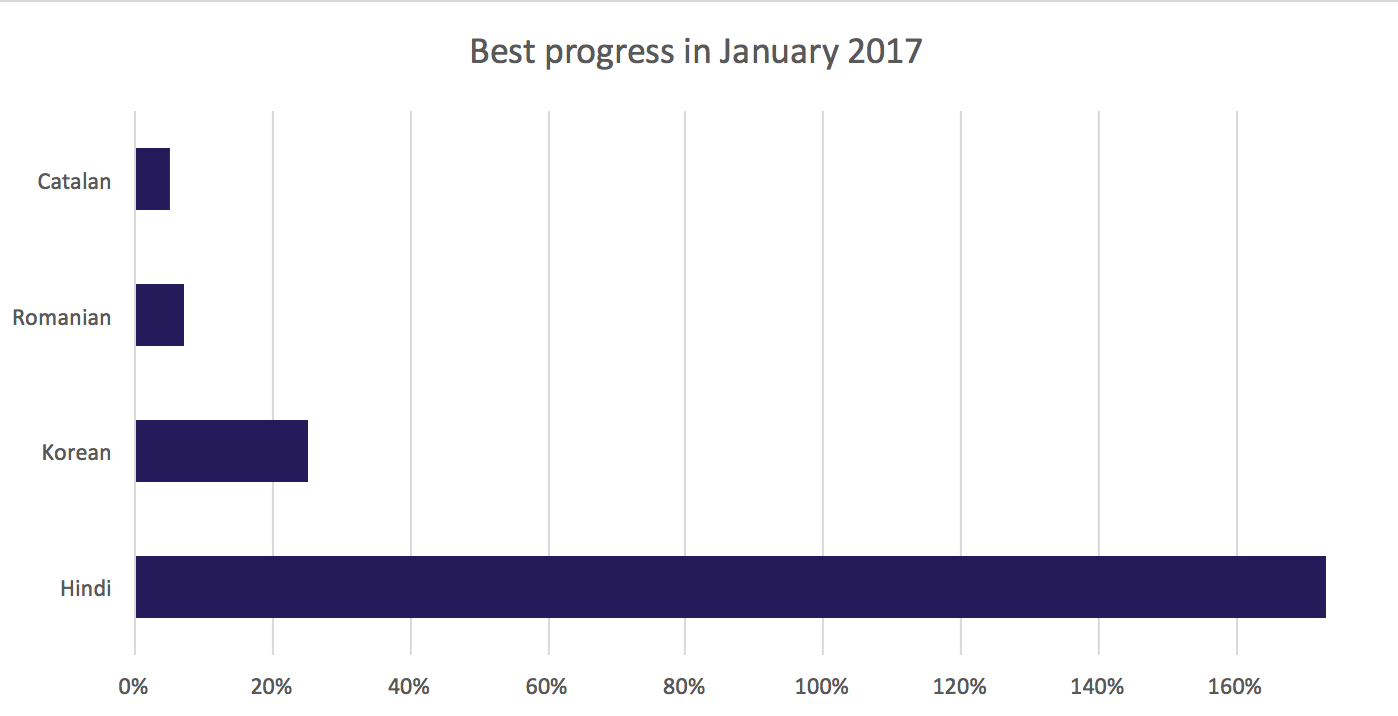 Best progress in January 2017
Catalan
Romanian
Korean
Hindi
0% 20% 40% 60% 80% 100% 120% 140% 160%